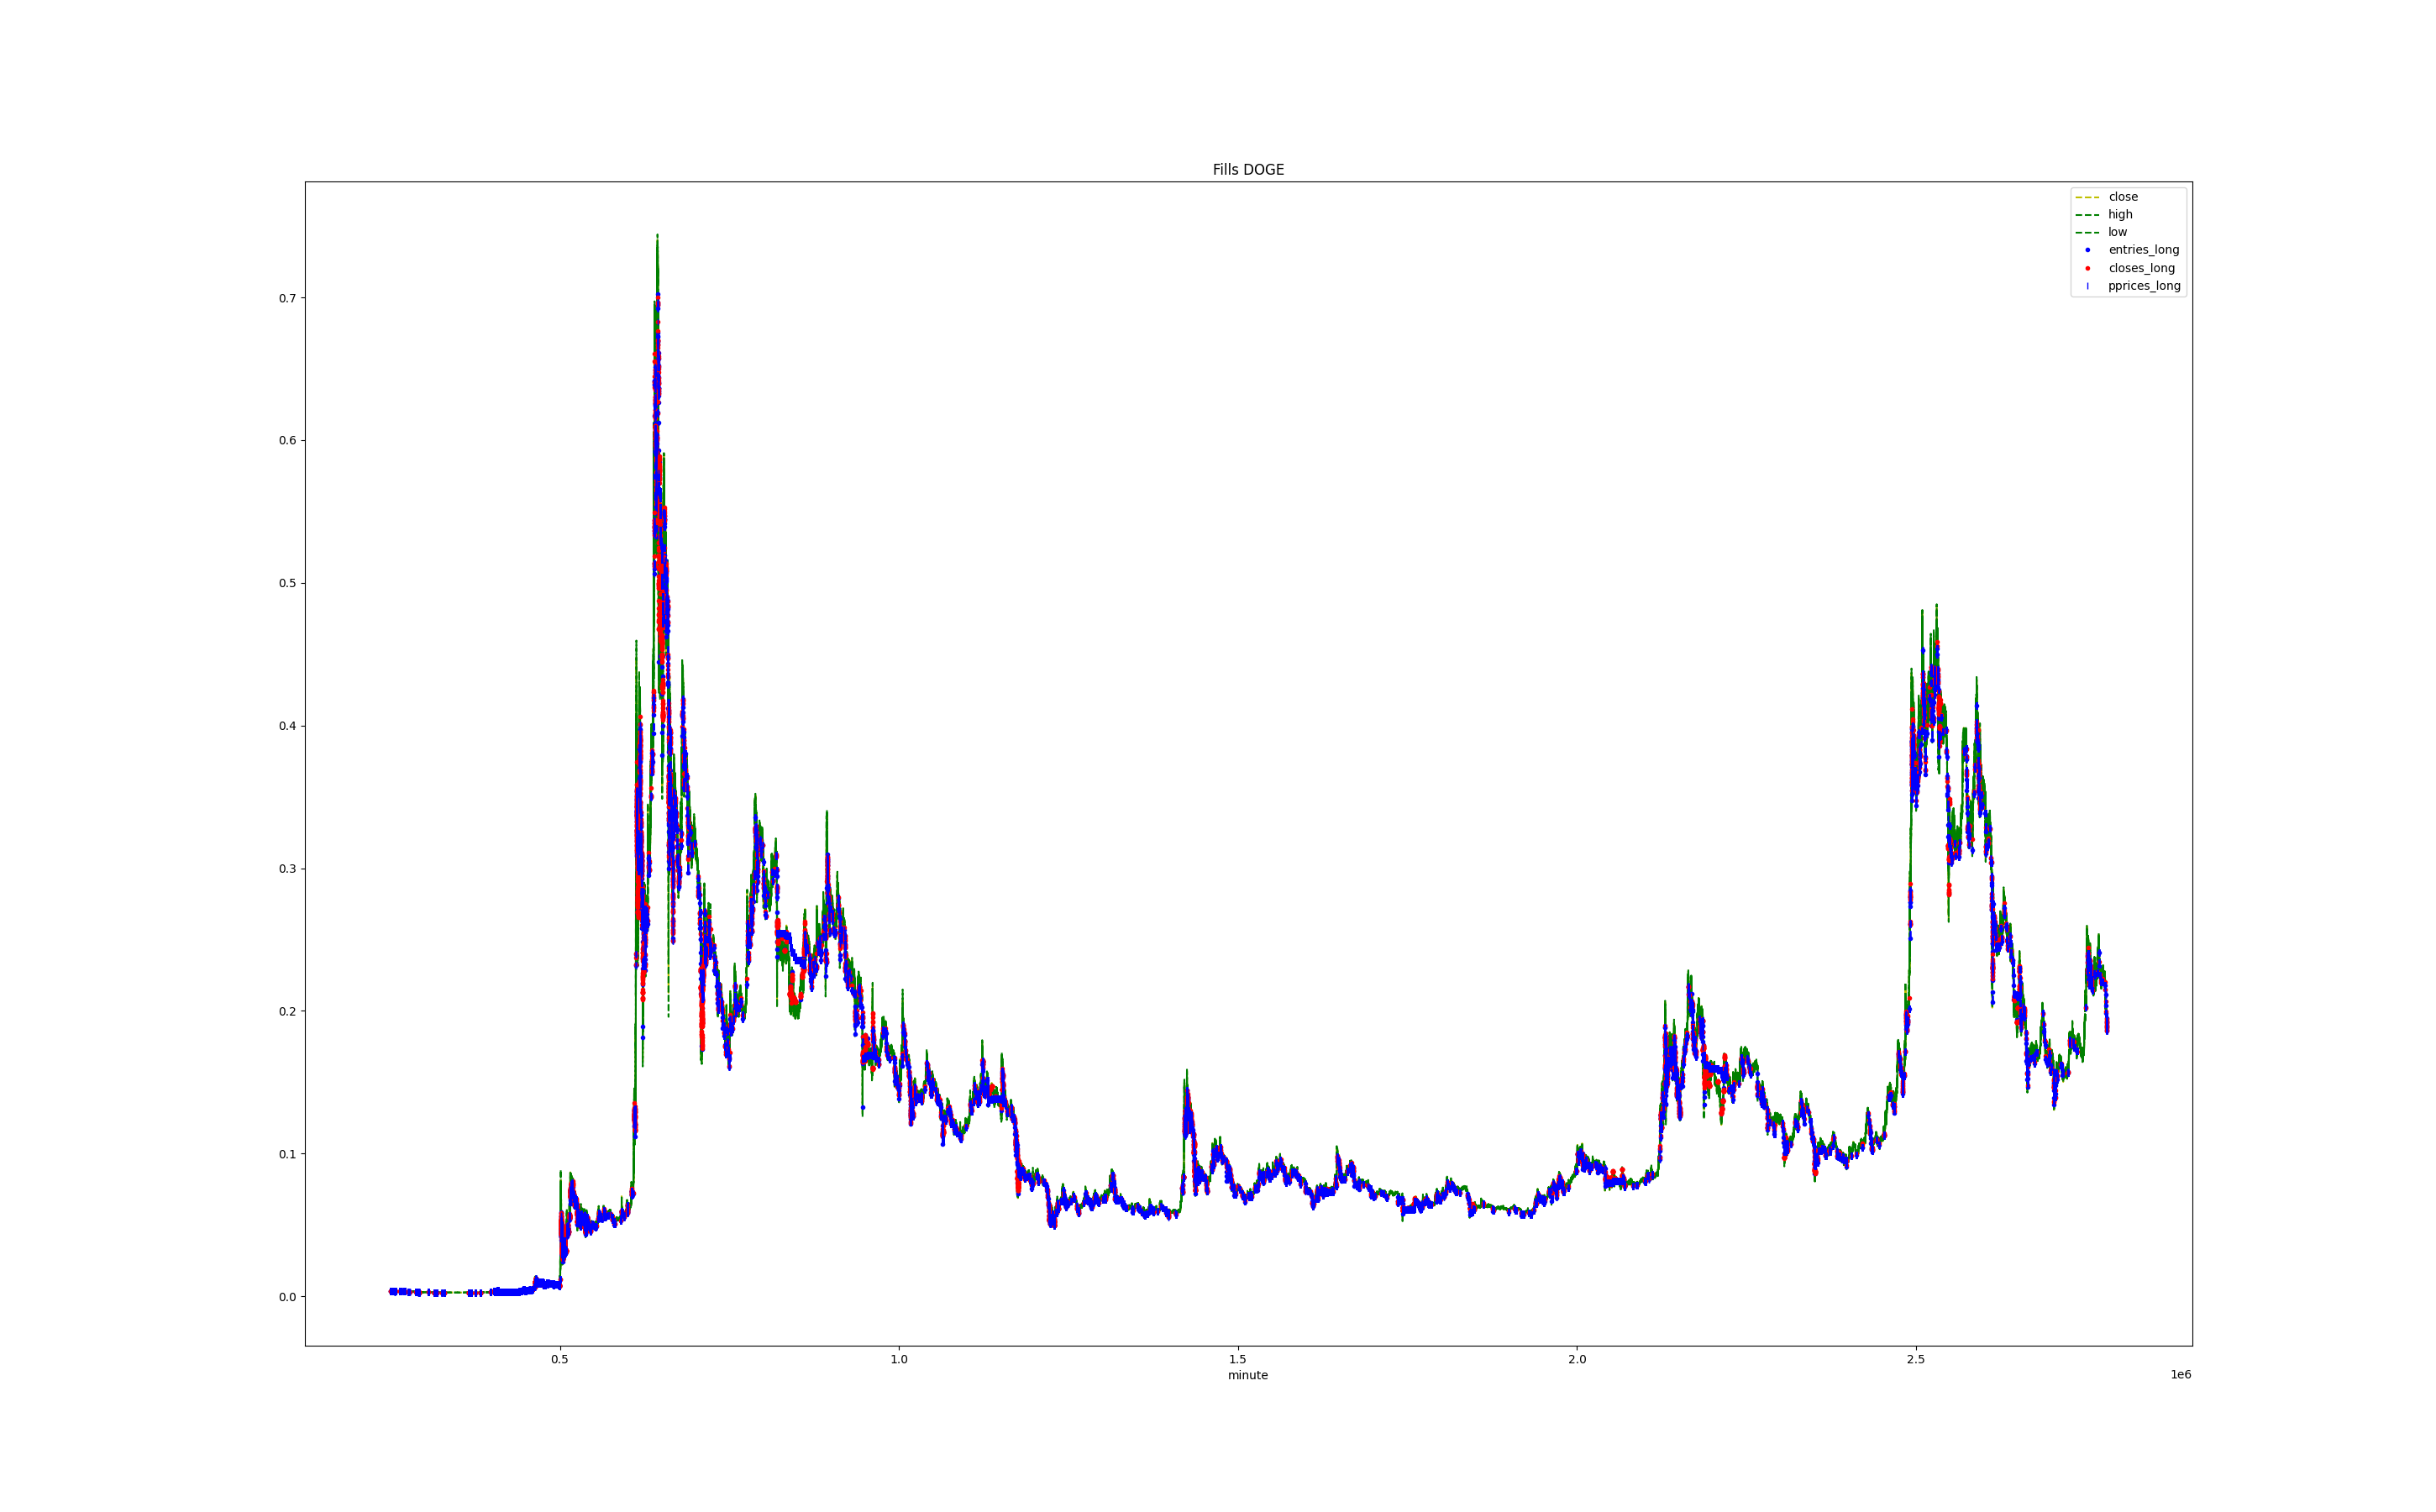 Fills DOGE
close
high
low
entries_long
closes_long
pprices_long
0.7
0.6
0.5
0.4
0.3
0.2
0.1
0.0
0.5 1.0 1.5 2.0 2.5
minute 1e6